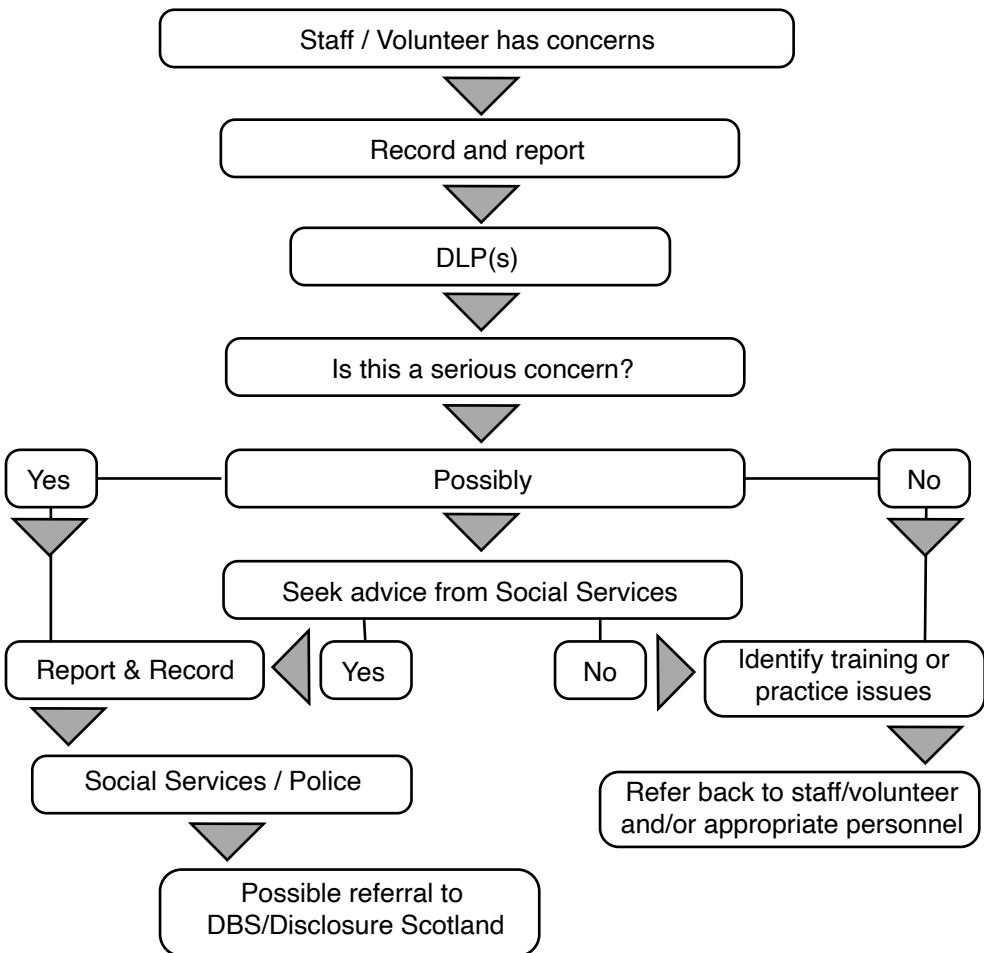 Staff / Volunteer has concerns
Record and report
DLP(s)
Is this a serious concern?
Yes
Possibly
No
Seek advice from Social Services
Report & Record
Yes
No
Identify training or
practice issues
Social Services / Police
Refer back to staff/volunteer
and/or appropriate personnel
Possible referral to
DBS/Disclosure Scotland